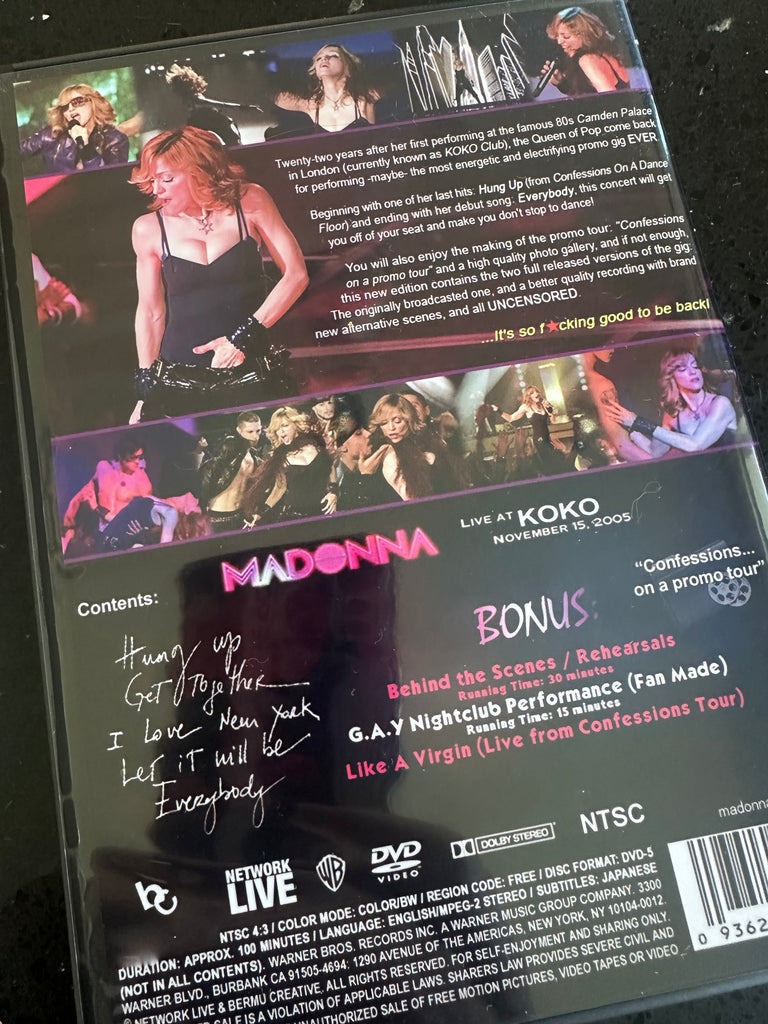 Twenty-two years after her first performing at the famous 80s Camden Palace
in London (currently known as KOKO Club), the Queen of Pop come back
for performing -maybe- the most energetic and electrifying promo gig EVER.
Beginning with one of her last hits: Hung Up (from Confessions On A Dance
Floor) and ending with her debut song: Everybody, this concert will get
you off of your seat and make you don't stop to dance!
You will also enjoy the making of the promo tour: "Confessions
on a promo tour" and a high quality photo gallery, and if not enough,
this new edition contains the two full released versions of the gig:
The originally broadcasted one, and a better quality recording with brand
new alternative scenes, and all UNCENSORED.
...It's so f★cking good to be back!
LIVE AT KOKO
NOVEMBER 15, 2005
MADONNA
Contents:
Hung up
Get Together
I Love New York
Let it will be
Everybody
"Confessions...
on a promo tour"
BONUS:
Behind the Scenes / Rehearsals
Running Time: 30 minutes
G.A.Y Nightclub Performance (Fan Made)
Running Time: 15 minutes
Like A Virgin (Live from Confessions Tour)
bc
NETWORK
LIVE
WB
DVD
VIDEO
DOLBY STEREO
NTSC
madonna
0 9362
NTSC 4:3 / COLOR MODE: COLOR/BW / REGION CODE: FREE / DISC FORMAT: DVD-5
DURATION: APPROX. 100 MINUTES / LANGUAGE: ENGLISH/MPEG-2 STEREO / SUBTITLES: JAPANESE
(NOT IN ALL CONTENTS). WARNER BROS. RECORDS INC. A WARNER MUSIC GROUP COMPANY. 3300
WARNER BLVD., BURBANK CA 91505-4694: 1290 AVENUE OF THE AMERICAS, NEW YORK, NY 10104-0012.
© NETWORK LIVE & BERMÚ CREATIVE. ALL RIGHTS RESERVED. FOR SELF-ENJOYMENT AND SHARING ONLY.
SALE IS A VIOLATION OF APPLICABLE LAWS. SHARERS LAW PROVIDES SEVERE CIVIL AND
UNAUTHORIZED SALE OF FREE MOTION PICTURES, VIDEO TAPES OR VIDEO